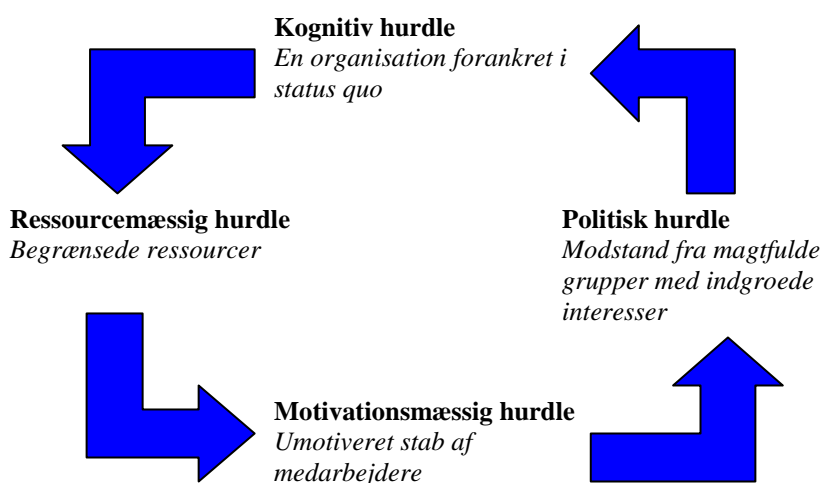 Kognitiv hurdle
En organisation forankret i
status quo
Ressourcemæssig hurdle
Begrænsede ressourcer
Politisk hurdle
Modstand fra magtfulde
grupper med indgroede
interesser
Motivationsmæssig hurdle
Umotiveret stab af
medarbejdere